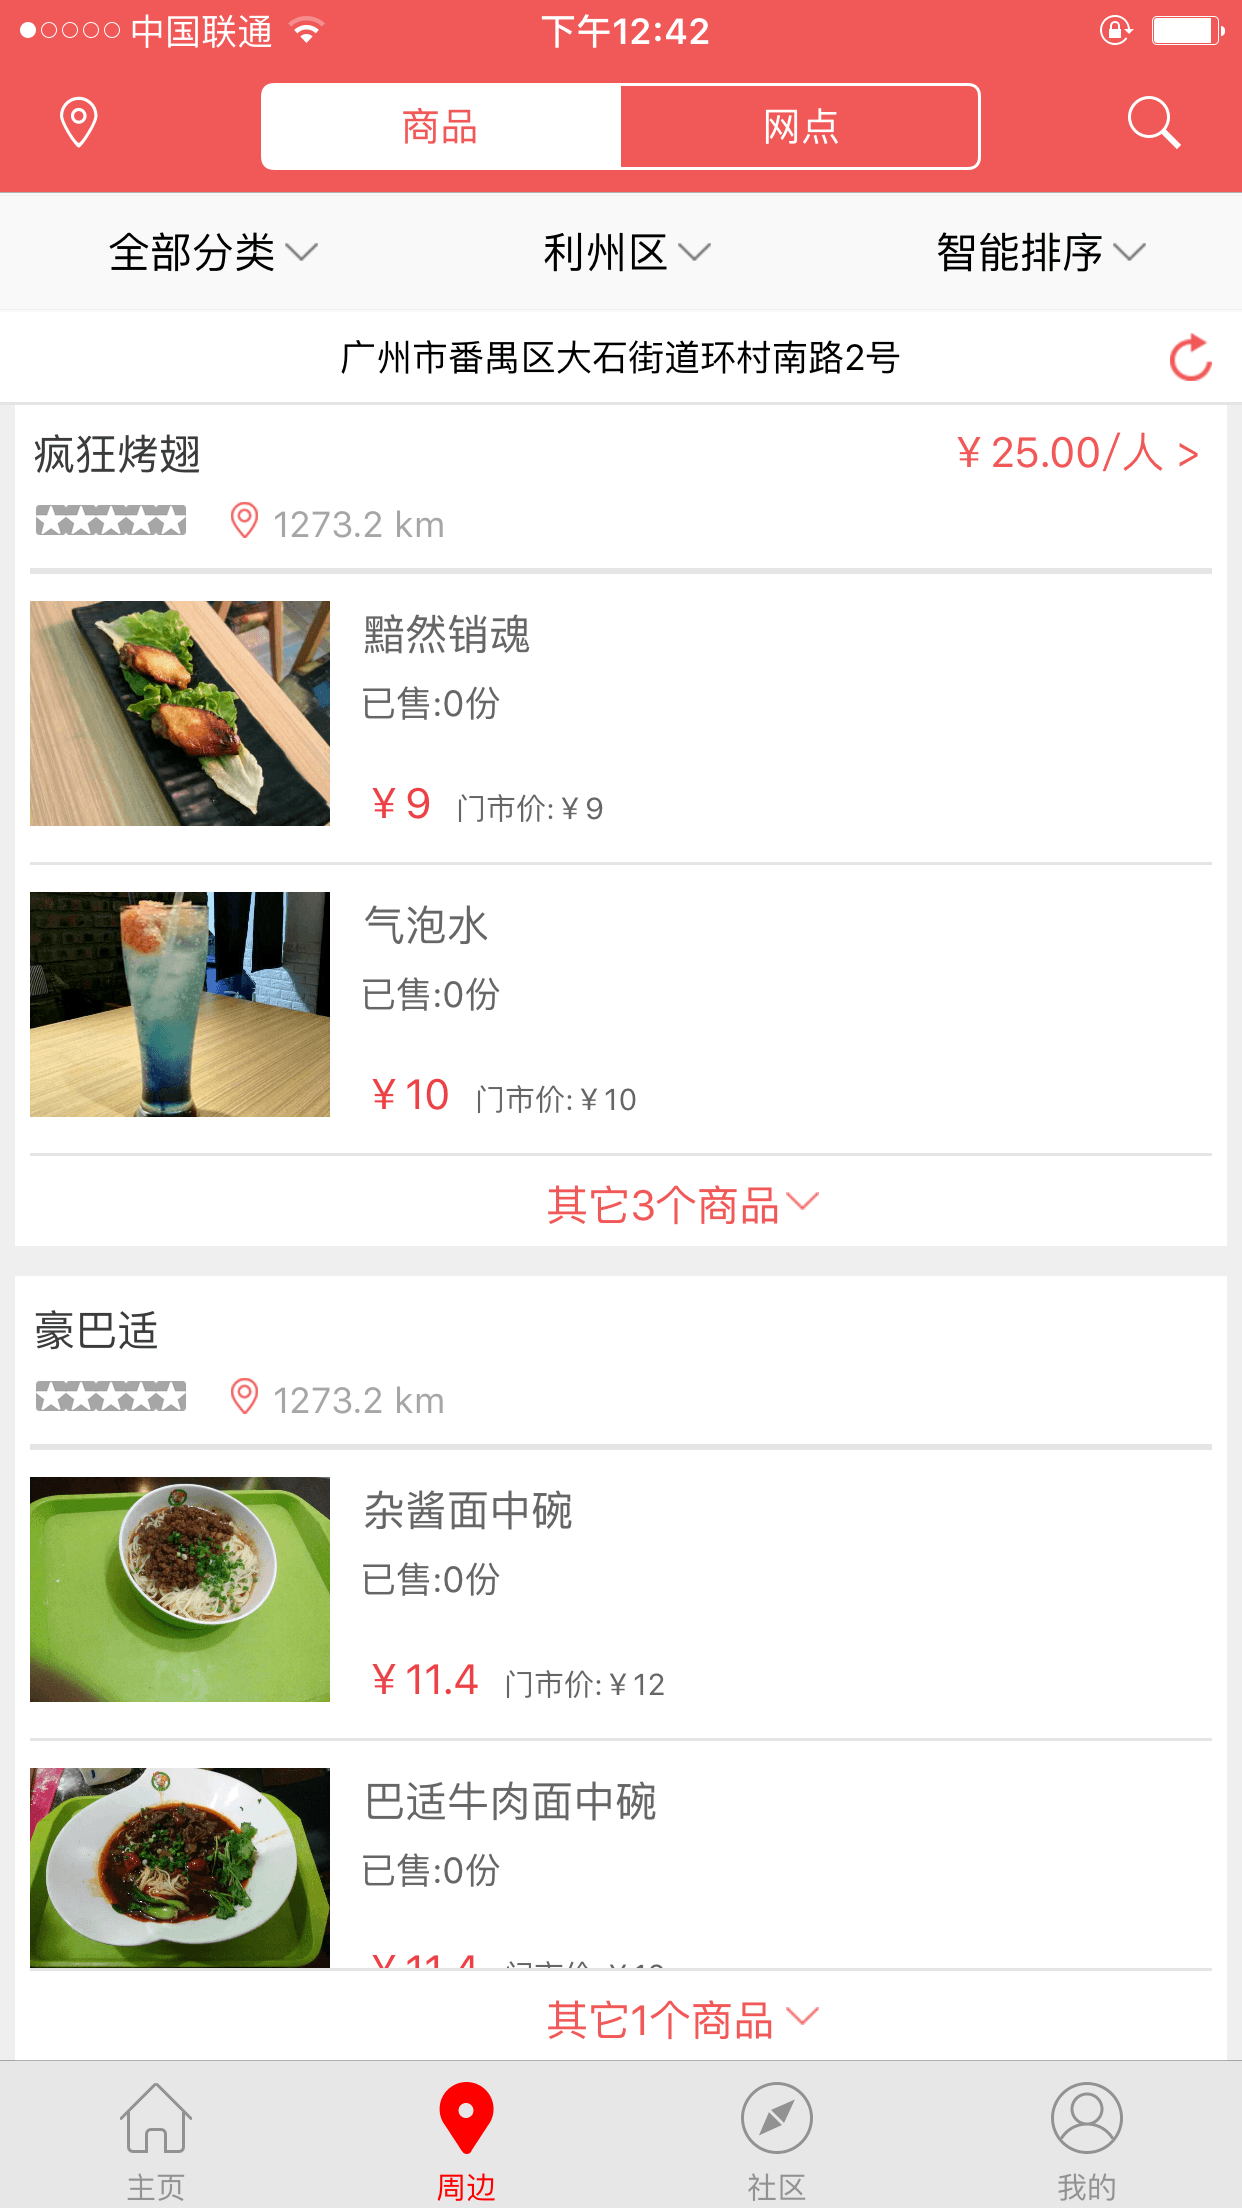 中国联通 下午12:42
商品 网点
全部分类 利州区 智能排序
广州市番禺区大石街道环村南路2号
疯狂烤翅 ￥25.00/人 >
1273.2 km
黯然销魂
已售:0份
￥9 门市价:￥9
气泡水
已售:0份
￥10 门市价:￥10
其它3个商品
豪巴适
1273.2 km
杂酱面中碗
已售:0份
￥11.4 门市价:￥12
巴适牛肉面中碗
已售:0份
￥11.4 门市价:￥12
其它1个商品
主页 周边 社区 我的